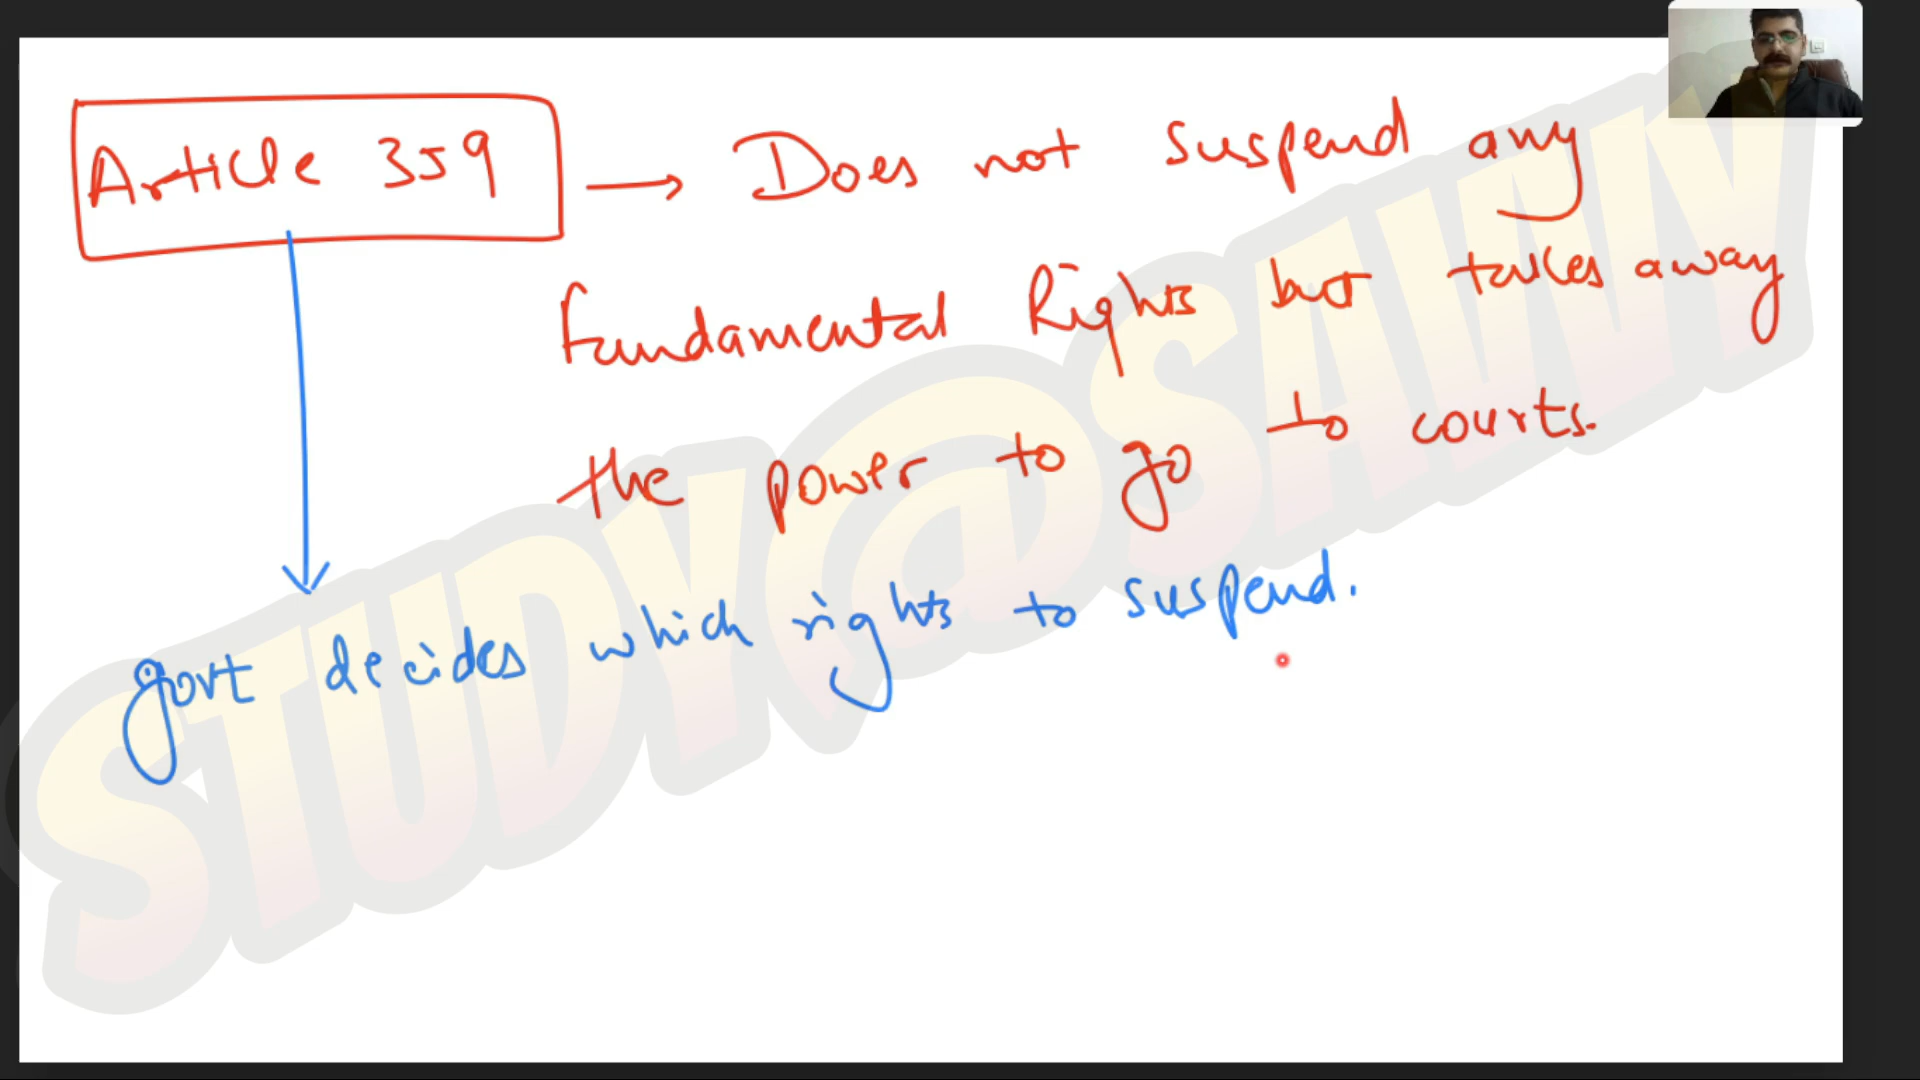 Article 359 → Does not suspend any
Fundamental Rights but takes away
the power to go to courts.
govt decides which rights to suspend.
STUDY@SAVVY